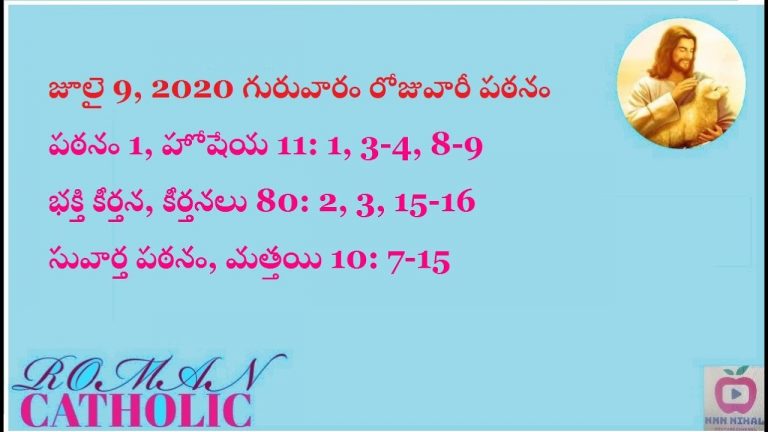 జూలై 9, 2020 గురువారం రోజువారీ పఠనం
పఠనం 1, హోషేయ 11: 1, 3-4, 8-9
భక్తి కీర్తన, కీర్తనలు 80: 2, 3, 15-16
సువార్త పఠనం, మత్తయి 10: 7-15
ROMAN
CATHOLIC
NNN NIHAL